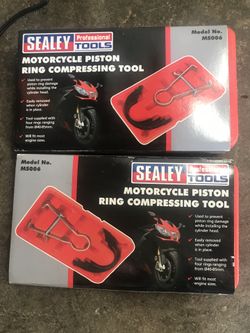 Model No.
MS006
SEALEY
Professional
TOOLS
MOTORCYCLE PISTON
RING COMPRESSING TOOL
Used to prevent
piston ring damage
while installing the
cylinder head.
Easily removed
when cylinder is
in place.
Tool supplied with
four rings ranging
from
Will fit most
engine sizes.
Model No.
MS006
SEALEY
Professional
TOOLS
MOTORCYCLE PISTON
RING COMPRESSING TOOL
Used to prevent
piston ring damage
while installing the
cylinder head.
Easily removed
when cylinder is
in place.
Tool supplied with
four rings ranging
from
Will fit most
engine sizes.